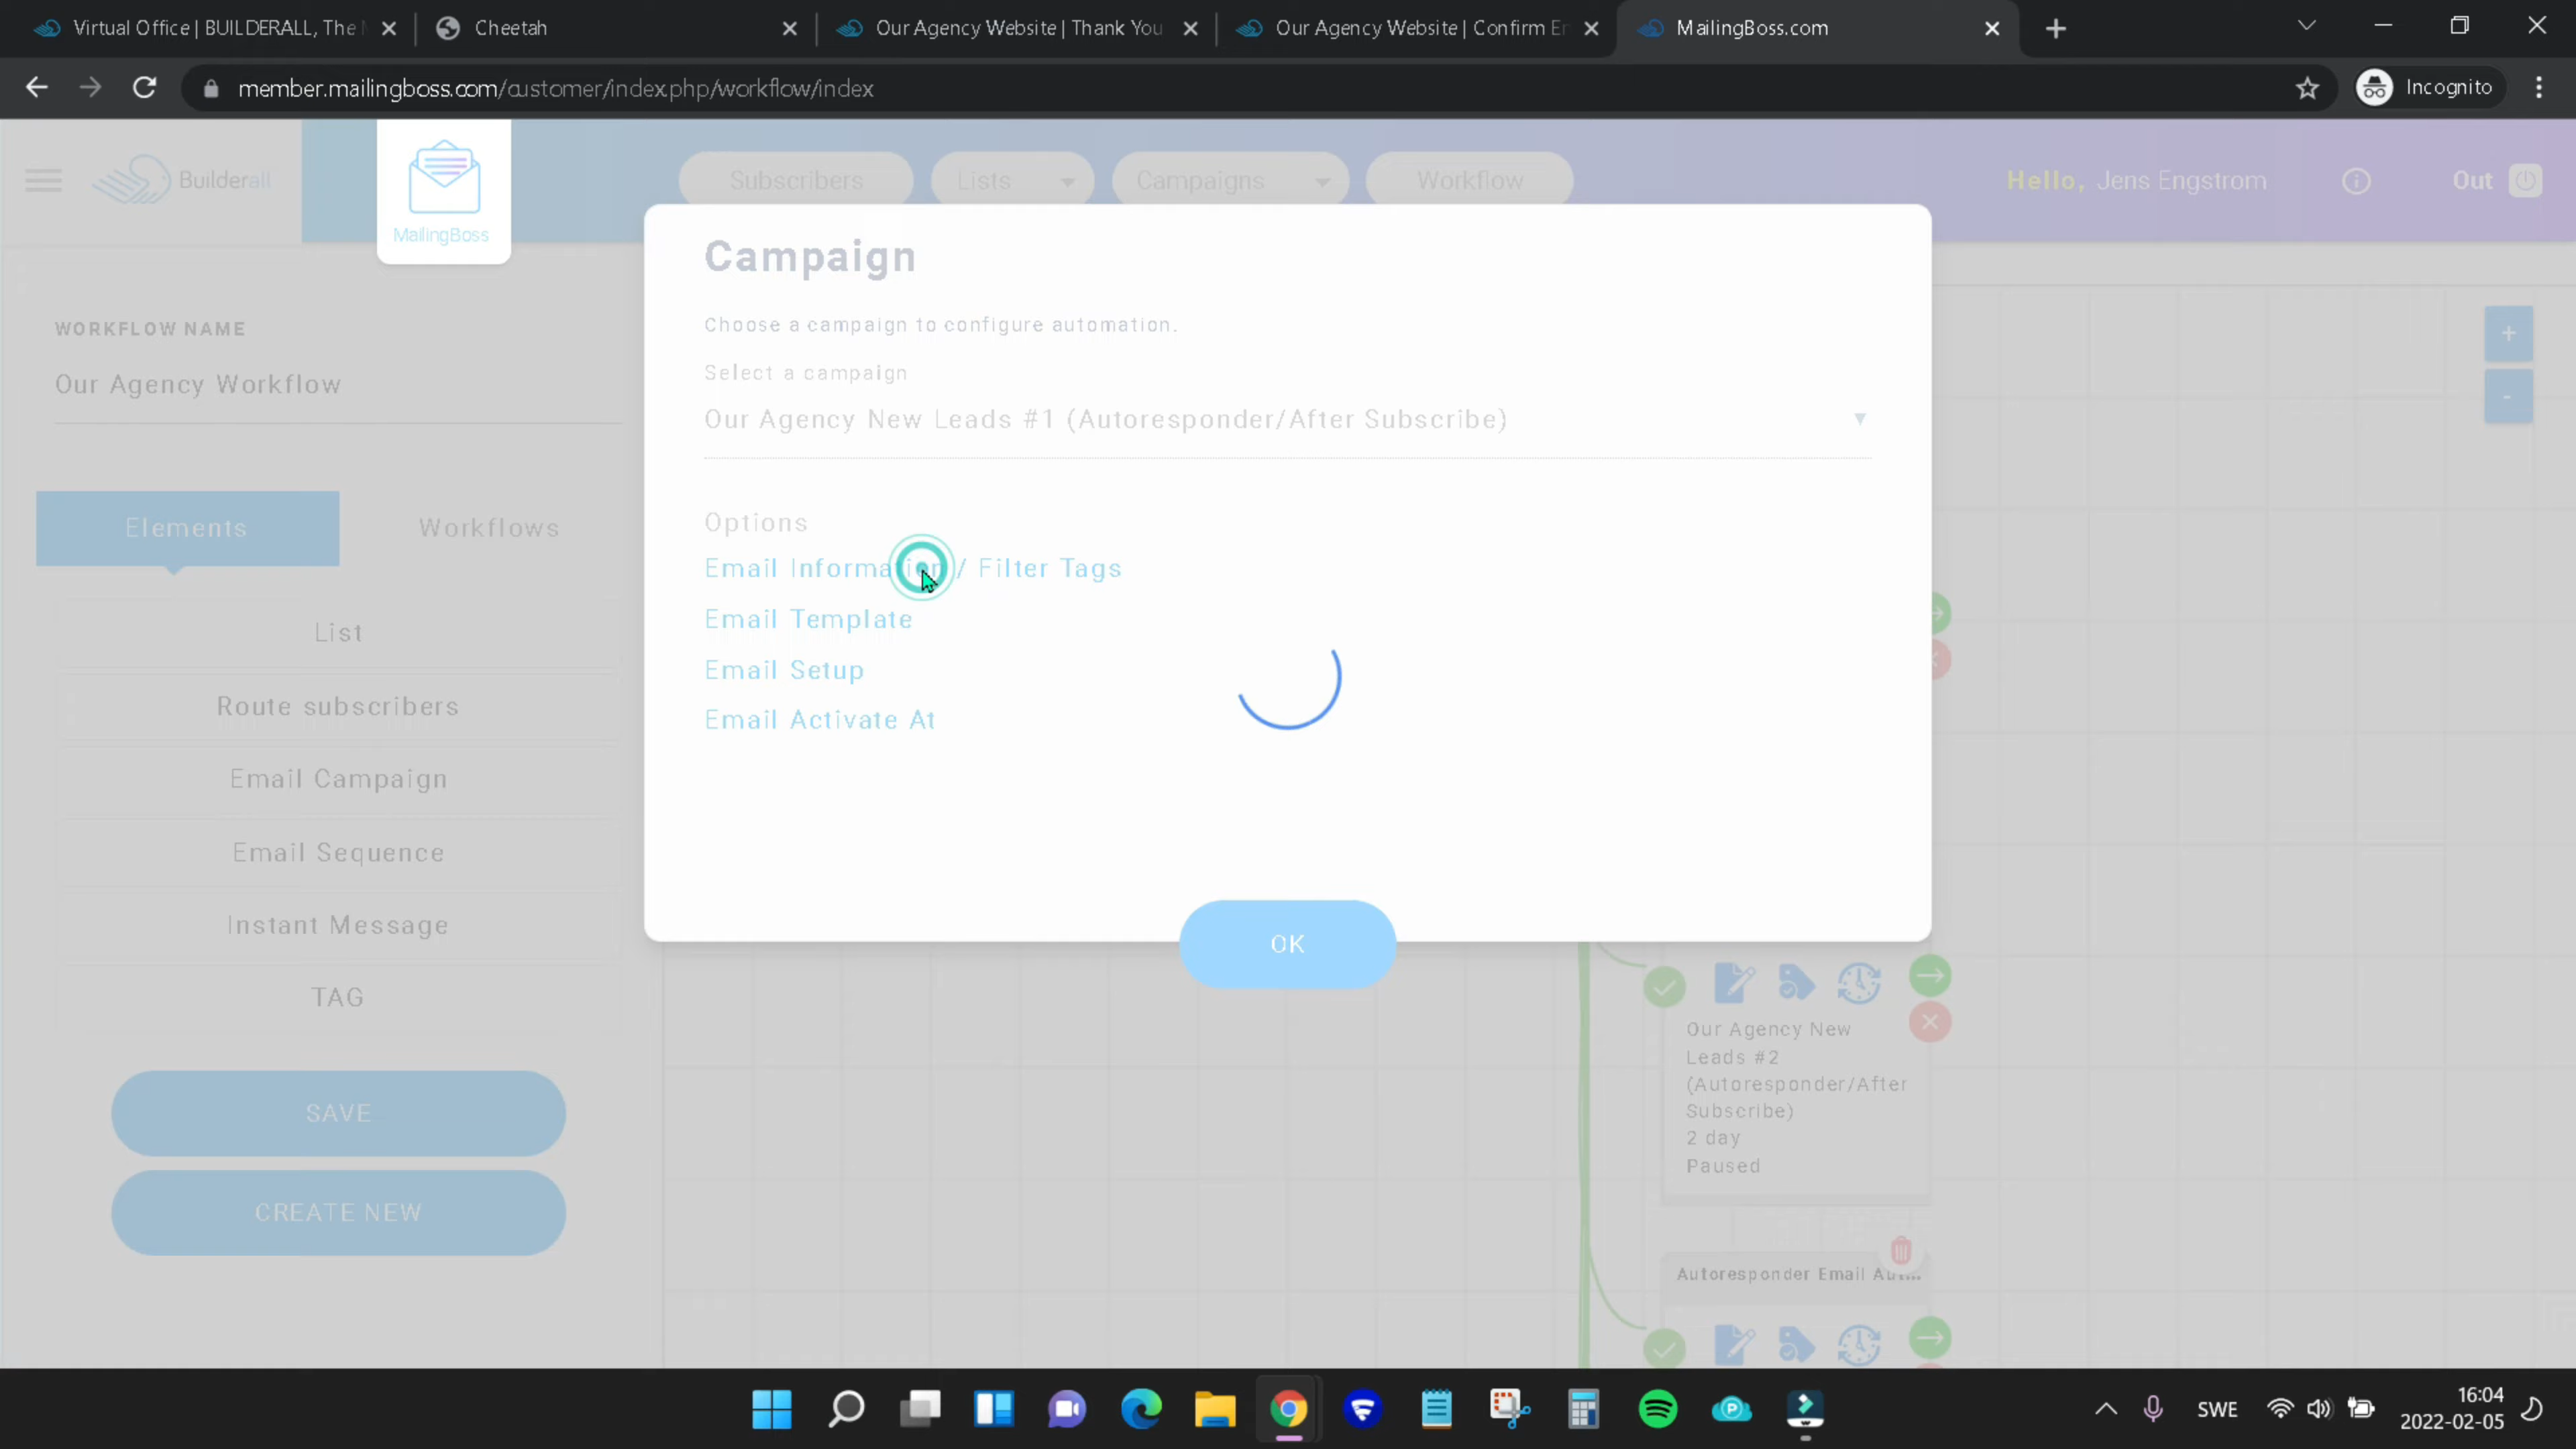 Virtual Office | BUILDERALL, The
Cheetah
Our Agency Website | Thank You
Our Agency Website | Confirm Er
MailingBoss.com
member.mailingboss.com/customer/index.php/workflow/index
Incognito
Builderall
MailingBoss
Subscribers
Lists
Campaigns
Workflow
Hello, Jens Engstrom
Out
WORKFLOW NAME
Our Agency Workflow
Elements
Workflows
List
Route subscribers
Email Campaign
Email Sequence
Instant Message
TAG
SAVE
CREATE NEW
Campaign
Choose a campaign to configure automation.
Select a campaign
Our Agency New Leads #1 (Autoresponder/After Subscribe)
Options
Email Information / Filter Tags
Email Template
Email Setup
Email Activate At
OK
+
-
Our Agency New
Leads #2
(Autoresponder/After
Subscribe)
2 day
Paused
Autoresponder Email Aut...
SWE
16:04
2022-02-05